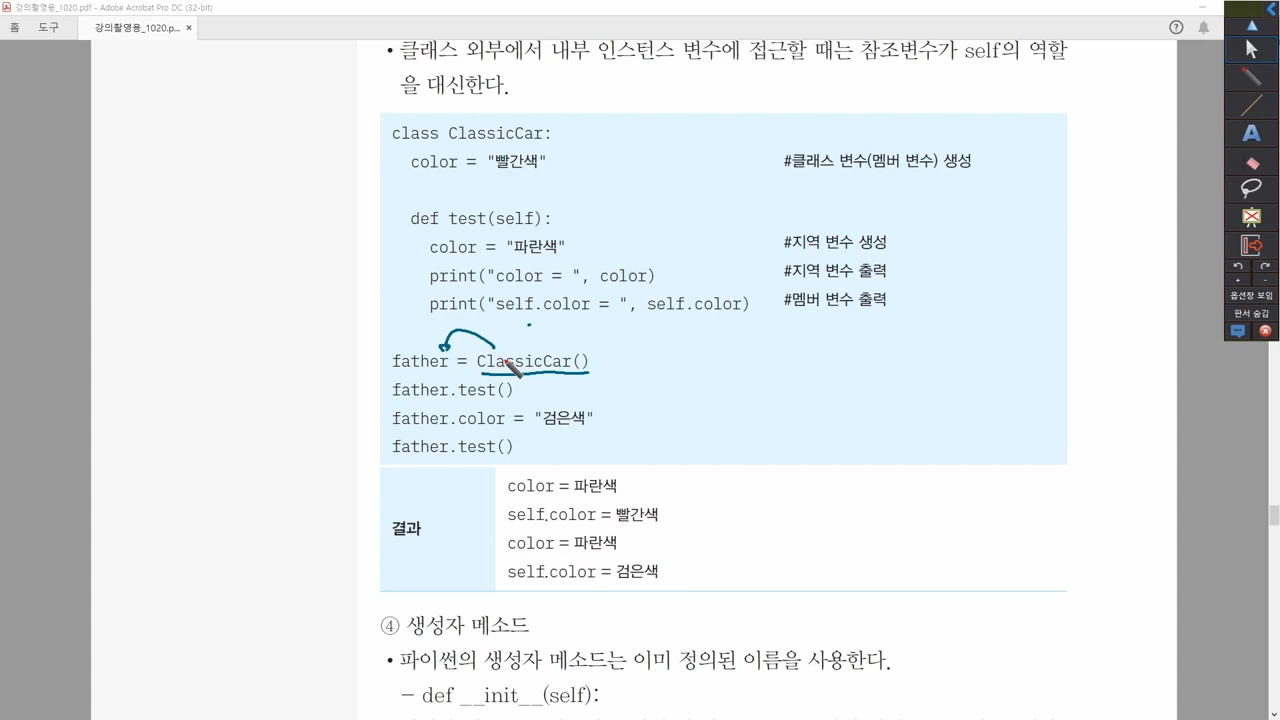 강의촬영용_1020.pdf - Adobe Acrobat Pro DC (32-bit)
홈 도구 강의촬영용_1020.p... ×
• 클래스 외부에서 내부 인스턴스 변수에 접근할 때는 참조변수가 self의 역할
을 대신한다.
class ClassicCar:
color = "빨간색" #클래스 변수(멤버 변수) 생성
def test(self):
color = "파란색" #지역 변수 생성
print("color = ", color) #지역 변수 출력
print("self.color = ", self.color) #멤버 변수 출력
father = ClassicCar()
father.test()
father.color = "검은색"
father.test()
결과
color = 파란색
self.color = 빨간색
color = 파란색
self.color = 검은색
④ 생성자 메소드
• 파이썬의 생성자 메소드는 이미 정의된 이름을 사용한다.
– def __init__(self):
옵션장 보임
판서 숨김